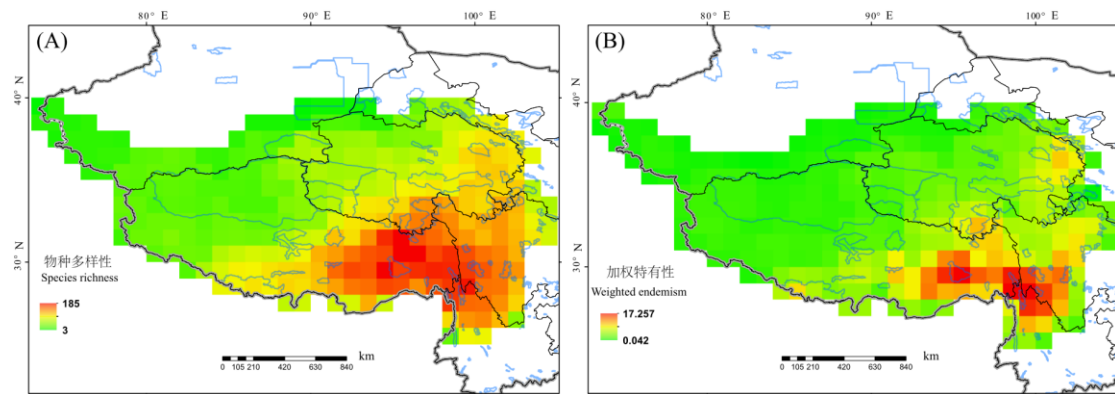 80° E
90° E
100° E
(A)
40° N
30° N
物种多样性
Species richness
185
3
km
0 105 210 420 630 840
80° E
90° E
100° E
(B)
40° N
30° N
加权特有性
Weighted endemism
17.257
0.042
km
0 105 210 420 630 840